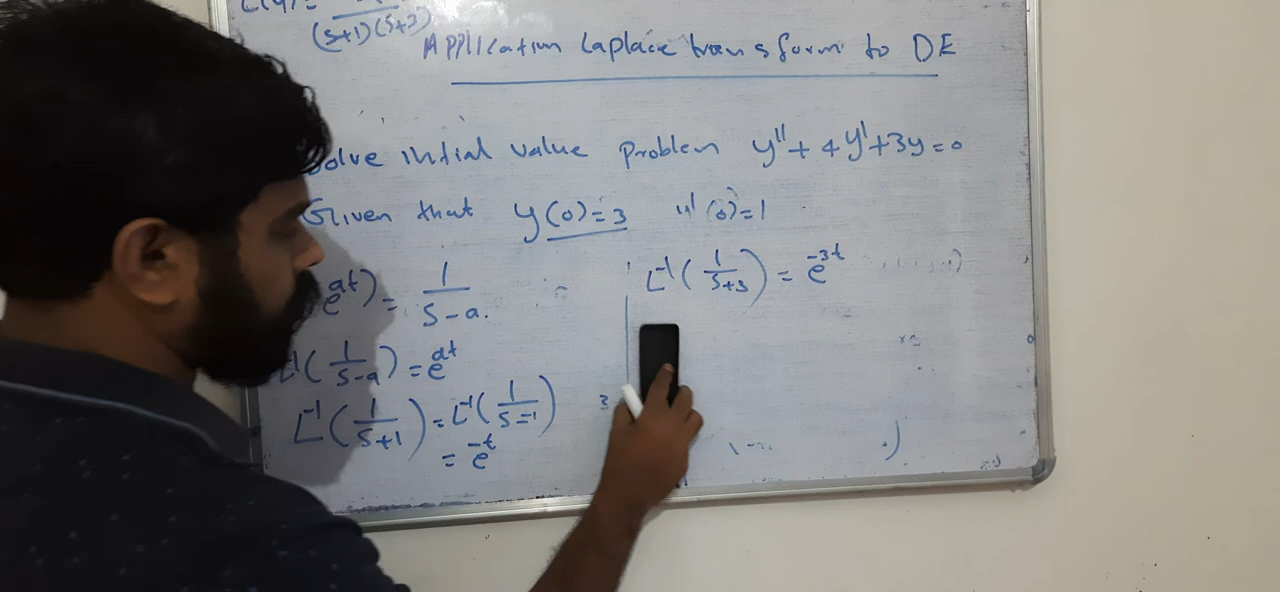 (s+1)(s+3)
Application Laplace transform to DE
olve initial value problem y'' + 4y' + 3y = 0
Given that y(0) = 3 y'(0) = 1
e^{at}) = 1/(s-a).
L^{-1}(1/(s+3)) = e^{-3t}
L^{-1}(1/(s-a)) = e^{at}
L^{-1}(1/(s+1)) = L^{-1}(1/(s--1))
= e^{-t}